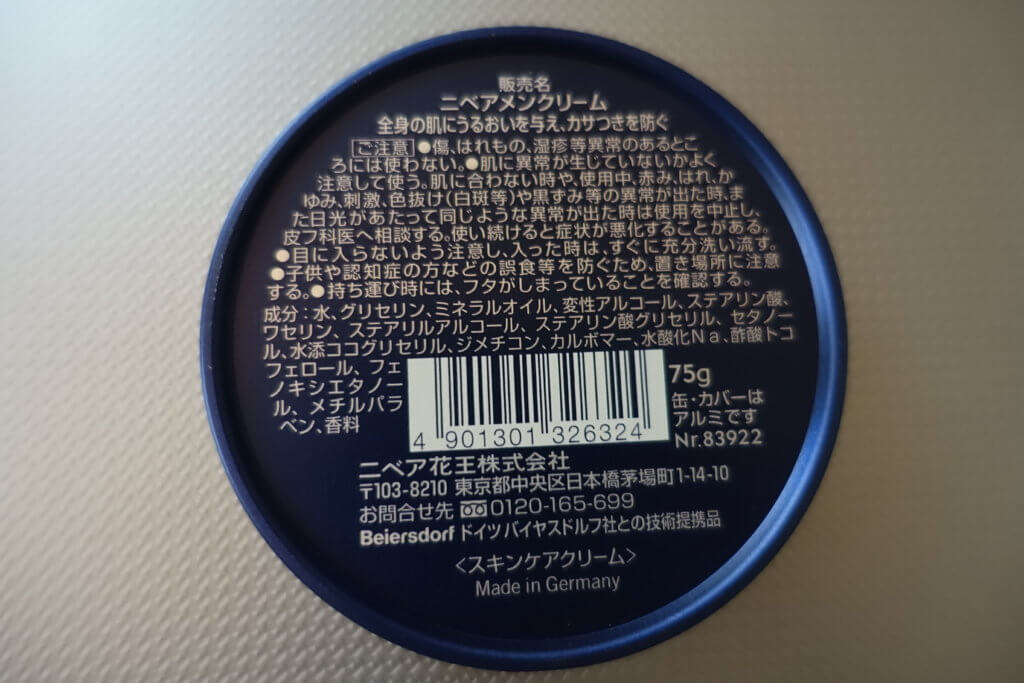 販売名
ニベアメンクリーム
全身の肌にうるおいを与え、カサつきを防ぐ
ご注意 ●傷、はれもの、湿疹等異常のあるとこ
ろには使わない。●肌に異常が生じていないかよく
注意して使う。肌に合わない時や、使用中、赤み、はれ、か
ゆみ、刺激、色抜け(白斑等)や黒ずみ等の異常が出た時、ま
た日光があたって同じような異常が出た時は使用を中止し、
皮フ科医へ相談する。使い続けると症状が悪化することがある。
●目に入らないよう注意し、入った時は、すぐに充分洗い流す。
●子供や認知症の方などの誤食等を防ぐため、置き場所に注意
する。●持ち運び時には、フタがしまっていることを確認する。
成分:水、グリセリン、ミネラルオイル、変性アルコール、ステアリン酸、
ワセリン、ステアリルアルコール、ステアリン酸グリセリル、セタノー
ル、水添ココグリセリル、ジメチコン、カルボマー、水酸化Na、酢酸トコ
フェロール、フェ
ノキシエタノー
ル、メチルパラ
ベン、香料
75g
缶・カバーは
アルミです
Nr.83922
4 901301 326324
ニベア花王株式会社
〒103-8210 東京都中央区日本橋茅場町1-14-10
お問合せ先 0120-165-699
Beiersdorf ドイツ バイヤスドルフ社との技術提携品
<スキンケアクリーム>
Made in Germany